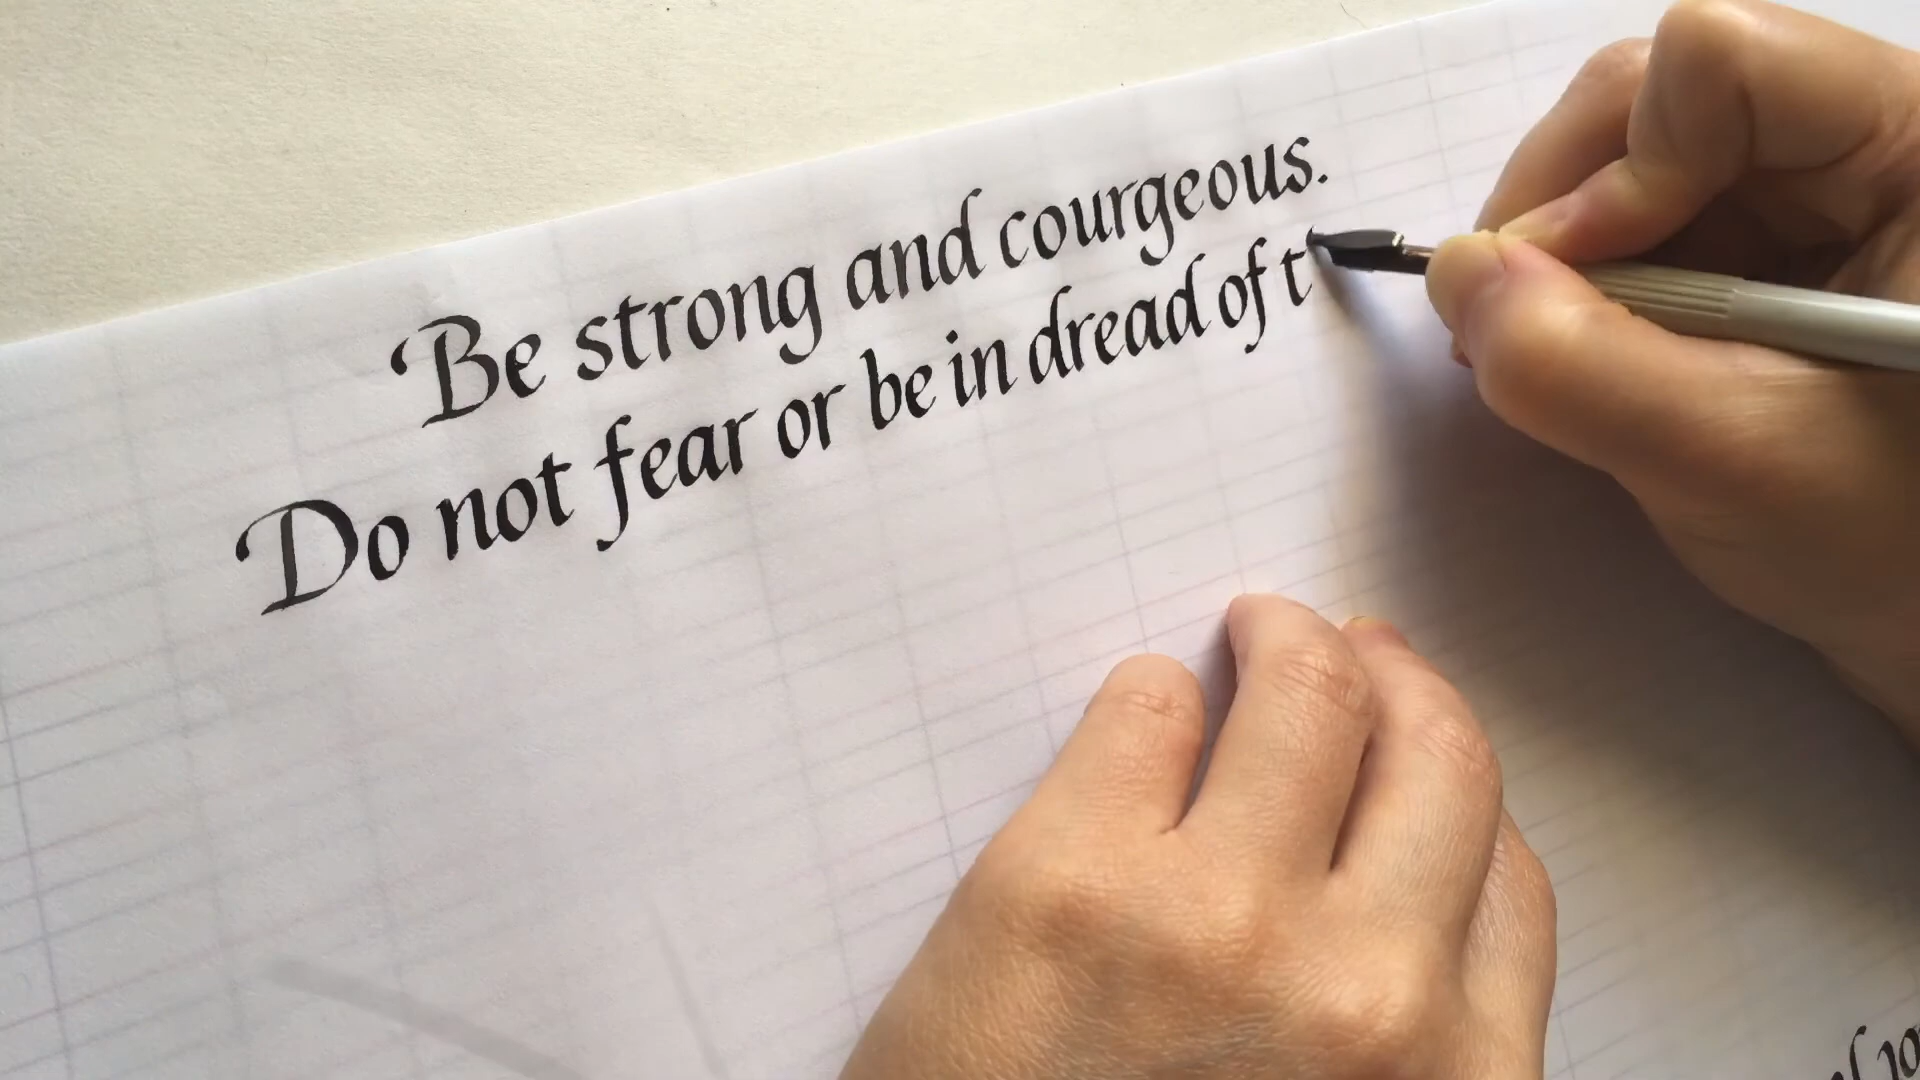 Be strong and courgeous.
Do not fear or be in dread of t